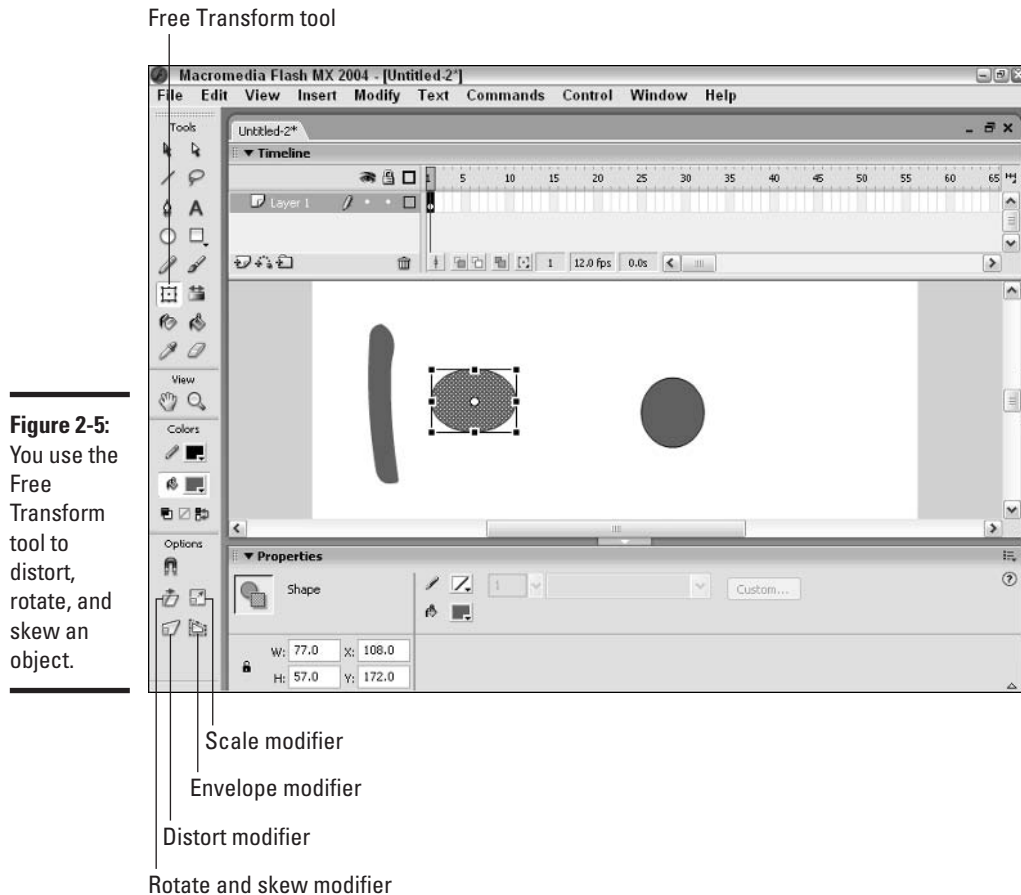 Free Transform tool
Macromedia Flash MX 2004 - [Untitled-2*]
File Edit View Insert Modify Text Commands Control Window Help
Tools
Untitled-2*
Timeline
1 5 10 15 20 25 30 35 40 45 50 55 60 65
Layer 1
A
1 12.0 fps 0.0s
View
Colors
Options
Properties
Shape
1
Custom...
W: 77.0 X: 108.0
H: 57.0 Y: 172.0
Figure 2-5:
You use the
Free
Transform
tool to
distort,
rotate, and
skew an
object.
Scale modifier
Envelope modifier
Distort modifier
Rotate and skew modifier